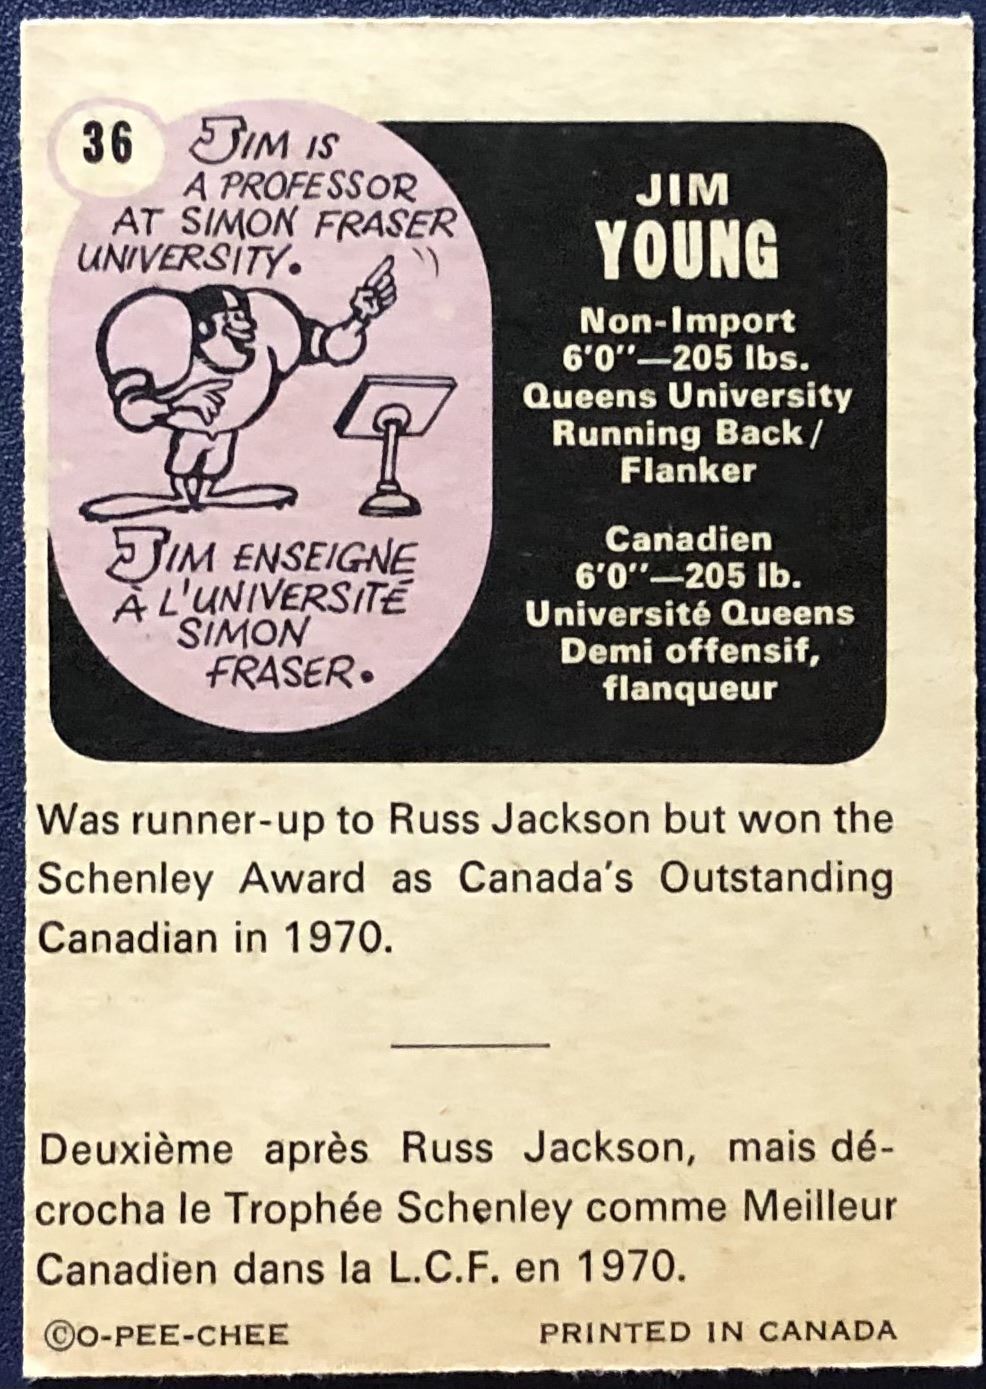 36
JIM IS
A PROFESSOR
AT SIMON FRASER
UNIVERSITY.
JIM ENSEIGNE
À L'UNIVERSITÉ
SIMON
FRASER.
JIM
YOUNG
Non-Import
6'0"—205 lbs.
Queens University
Running Back/
Flanker
Canadien
6'0"—205 lb.
Université Queens
Demi offensif,
flanqueur
Was runner-up to Russ Jackson but won the
Schenley Award as Canada's Outstanding
Canadian in 1970.
Deuxième après Russ Jackson, mais dé-
crocha le Trophée Schenley comme Meilleur
Canadien dans la L.C.F. en 1970.
©O-PEE-CHEE PRINTED IN CANADA